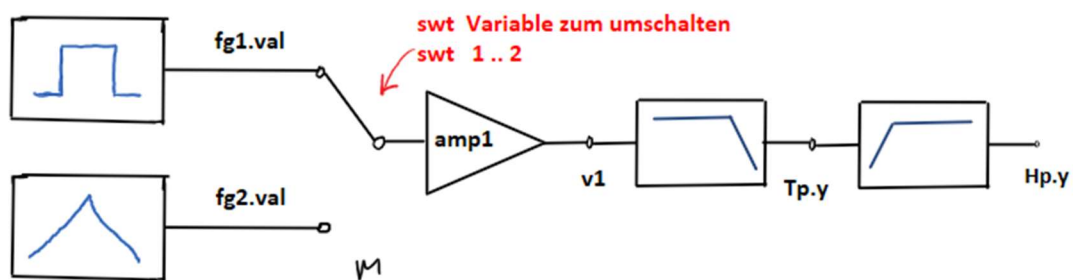 swt Variable zum umschalten
swt 1 .. 2
fg1.val
amp1
v1
Tp.y
Hp.y
fg2.val